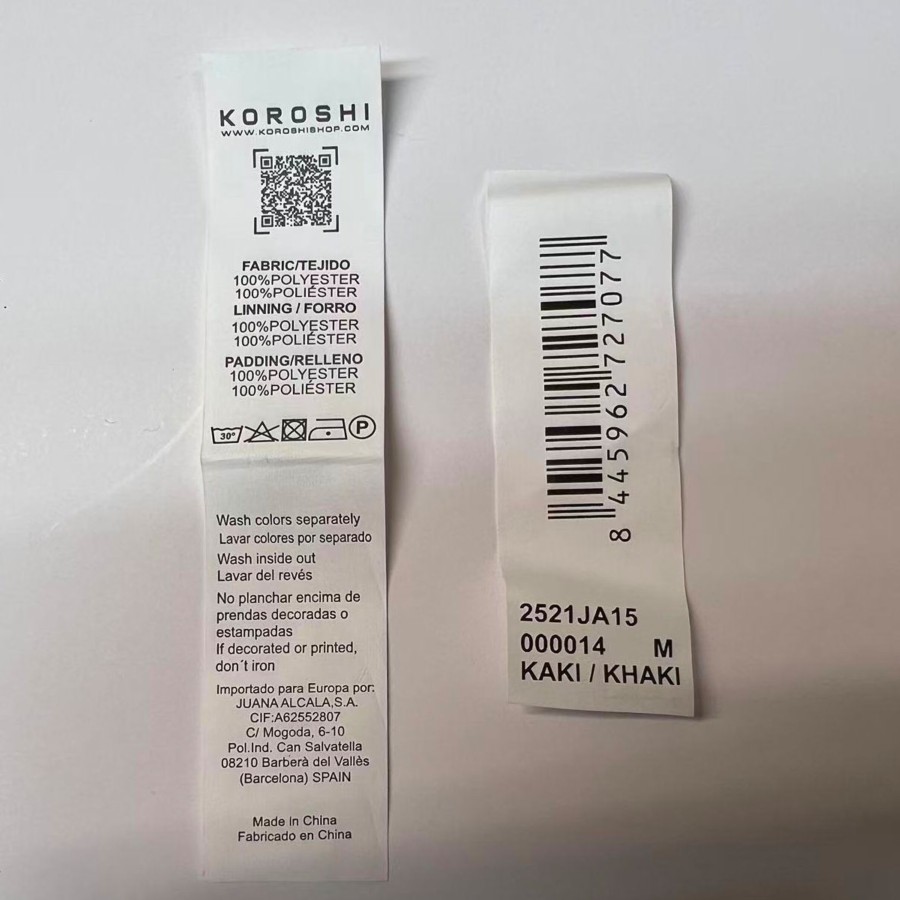 KOROSHI
WWW.KOROSHISHOP.COM
FABRIC/TEJIDO
100%POLYESTER
100%POLIÉSTER
LINNING / FORRO
100%POLYESTER
100%POLIÉSTER
PADDING/RELLENO
100%POLYESTER
100%POLIÉSTER
30° P
Wash colors separately
Lavar colores por separado
Wash inside out
Lavar del revés
No planchar encima de
prendas decoradas o
estampadas
If decorated or printed,
don´t iron
Importado para Europa por:
JUANA ALCALA,S.A.
CIF:A62552807
C/ Mogoda, 6-10
Pol.Ind. Can Salvatella
08210 Barberà del Vallès
(Barcelona) SPAIN
Made in China
Fabricado en China
8 445962 727077
2521JA15
000014 M
KAKI / KHAKI